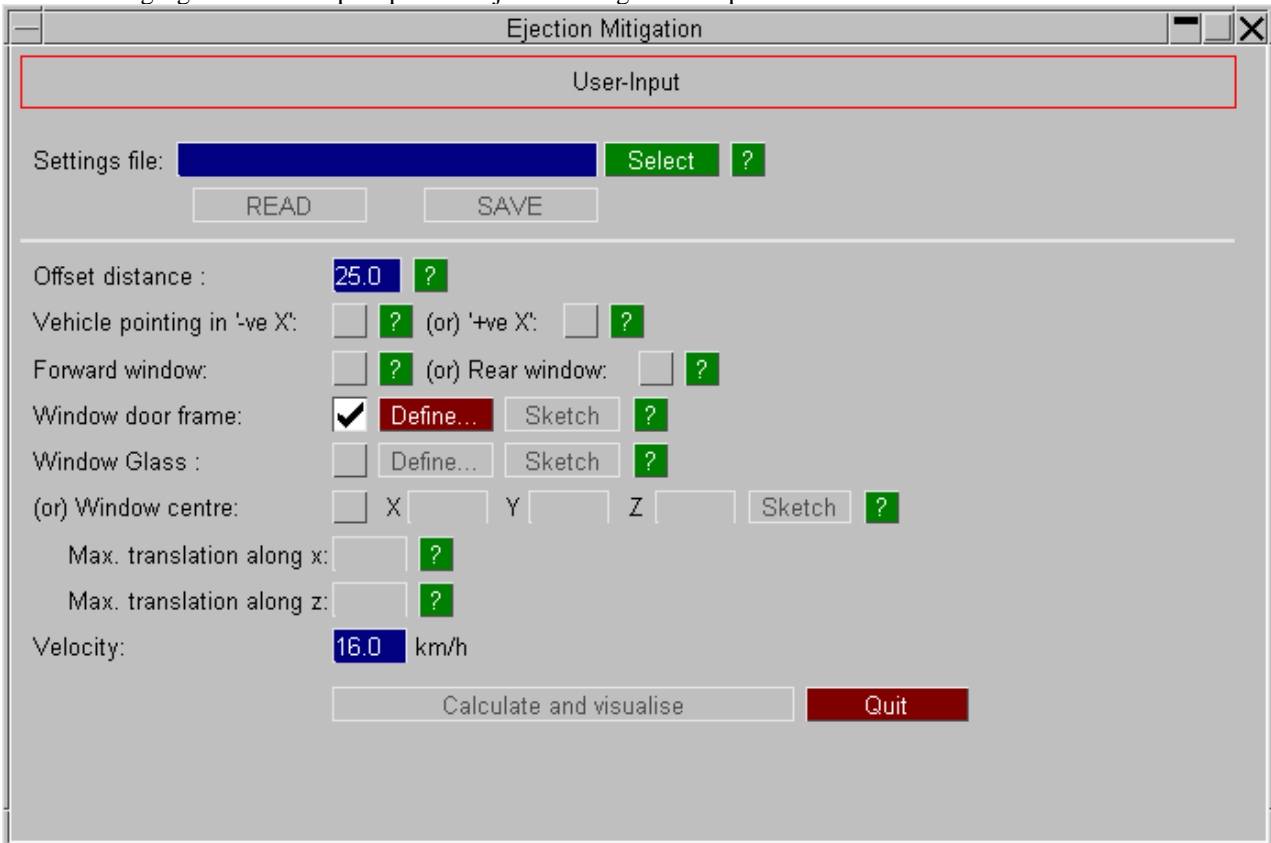 Ejection Mitigation
User-Input
Settings file: Select ?
READ SAVE
Offset distance : 25.0 ?
Vehicle pointing in '-ve X': ? (or) '+ve X': ?
Forward window: ? (or) Rear window: ?
Window door frame: Define... Sketch ?
Window Glass : Define... Sketch ?
(or) Window centre: X Y Z Sketch ?
Max. translation along x: ?
Max. translation along z: ?
Velocity: 16.0 km/h
Calculate and visualise Quit